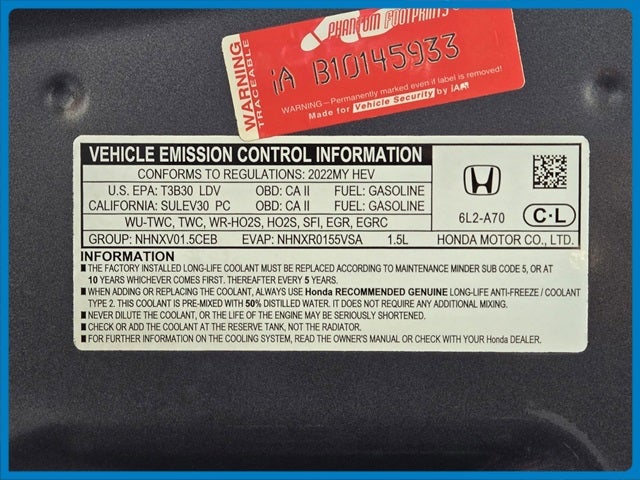 PHANTOM FOOTPRINTS
WARNING
TRACEABLE
iA B10145933
WARNING – Permanently marked even if label is removed!
Made for Vehicle Security by iA
VEHICLE EMISSION CONTROL INFORMATION
CONFORMS TO REGULATIONS: 2022MY HEV
U.S. EPA: T3B30 LDV OBD: CA II FUEL: GASOLINE
CALIFORNIA: SULEV30 PC OBD: CA II FUEL: GASOLINE
WU-TWC, TWC, WR-HO2S, HO2S, SFI, EGR, EGRC
GROUP: NHNXV01.5CEB EVAP: NHNXR0155VSA 1.5L
6L2-A70
C·L
HONDA MOTOR CO., LTD.
INFORMATION
■ THE FACTORY INSTALLED LONG-LIFE COOLANT MUST BE REPLACED ACCORDING TO MAINTENANCE MINDER SUB CODE 5, OR AT
10 YEARS WHICHEVER COMES FIRST. THEREAFTER EVERY 5 YEARS.
■ WHEN ADDING OR REPLACING THE COOLANT, ALWAYS USE Honda RECOMMENDED GENUINE LONG-LIFE ANTI-FREEZE / COOLANT
TYPE 2. THIS COOLANT IS PRE-MIXED WITH 50% DISTILLED WATER. IT DOES NOT REQUIRE ANY ADDITIONAL MIXING.
■ NEVER DILUTE THE COOLANT, OR THE LIFE OF THE ENGINE MAY BE SERIOUSLY SHORTENED.
■ CHECK OR ADD THE COOLANT AT THE RESERVE TANK, NOT THE RADIATOR.
■ FOR FURTHER INFORMATION ON THE COOLING SYSTEM, READ THE OWNER'S MANUAL OR CHECK WITH YOUR Honda DEALER.